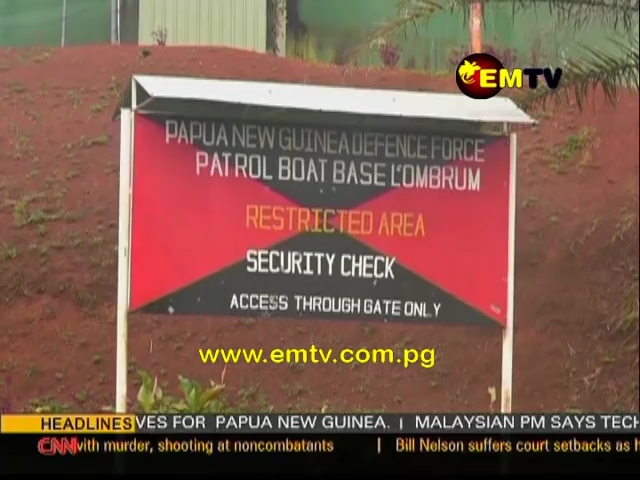 EMTV
PAPUA NEW GUINEA DEFENCE FORCE
PATROL BOAT BASE LOMBRUM
RESTRICTED AREA
SECURITY CHECK
ACCESS THROUGH GATE ONLY
www.emtv.com.pg
HEADLINES VES FOR PAPUA NEW GUINEA. | MALAYSIAN PM SAYS TECH
CNN with murder, shooting at noncombatants | Bill Nelson suffers court setbacks as h